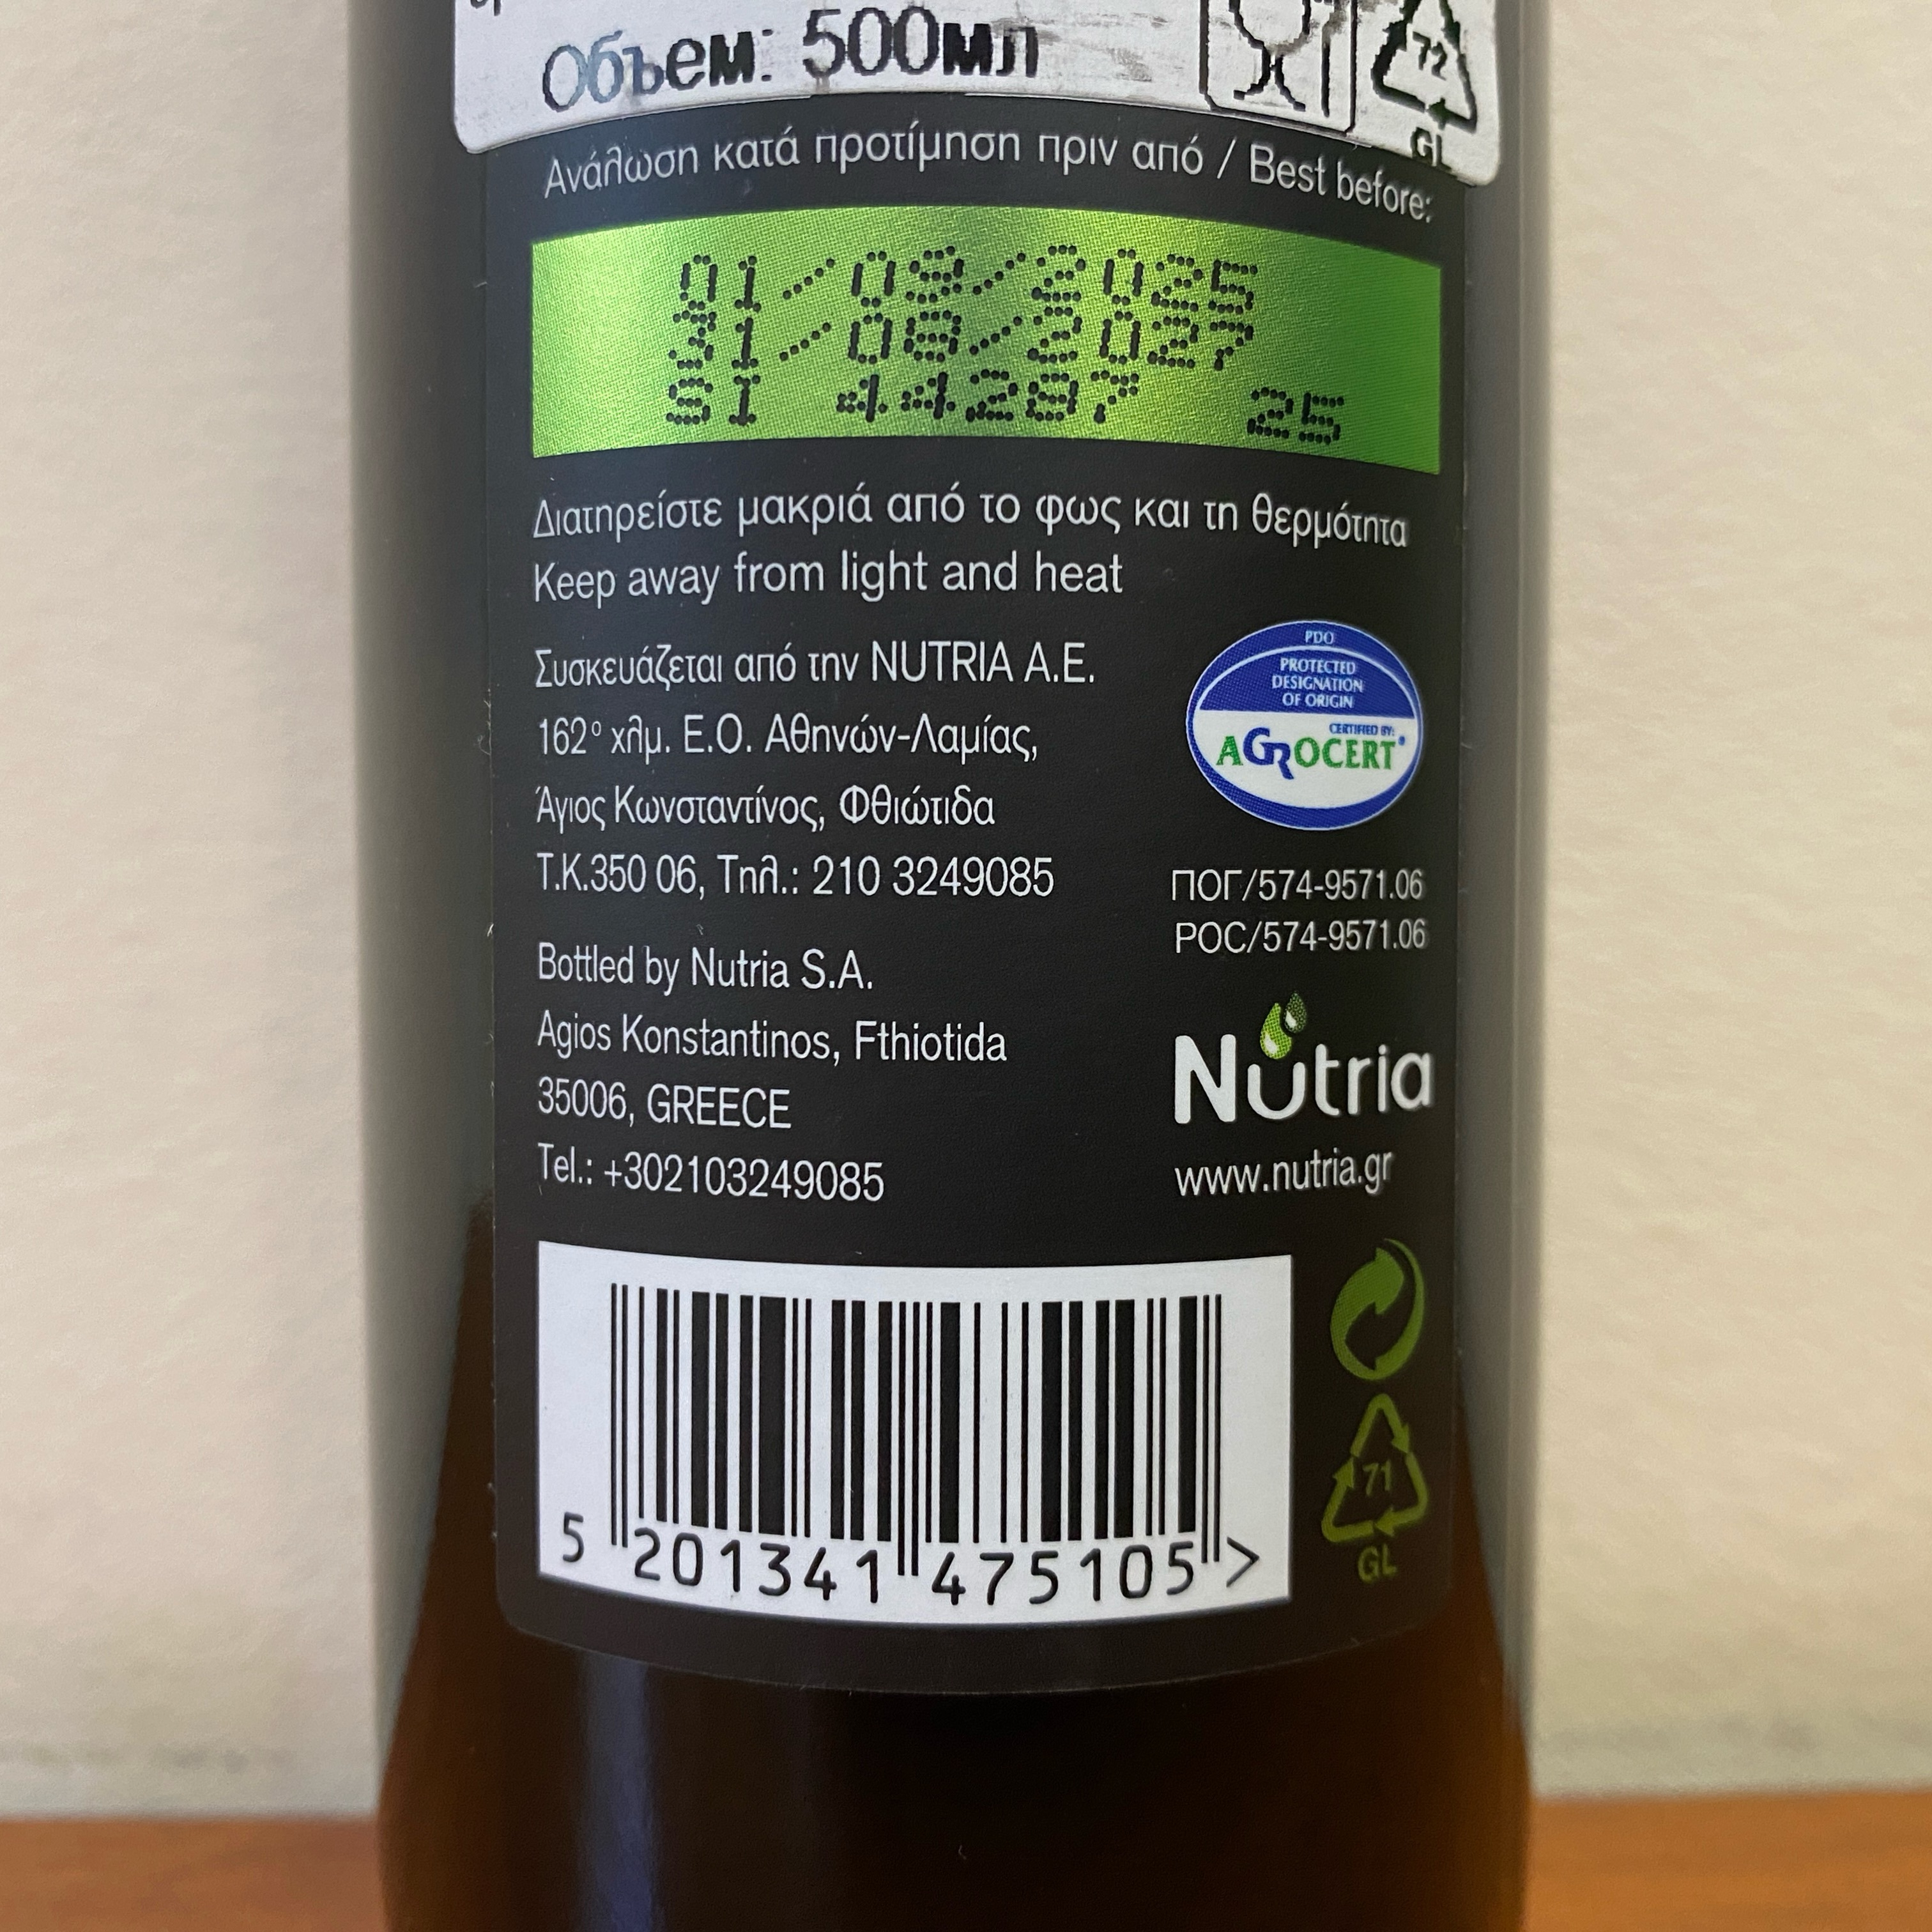 Объем: 500мл
72
GL
Ανάλωση κατά προτίμηση πριν από / Best before:
01/09/2025
31/08/2027
SI 44287 25
Διατηρείστε μακριά από το φως και τη θερμότητα
Keep away from light and heat
Συσκευάζεται από την NUTRIA A.E.
162° χλμ. Ε.Ο. Αθηνών-Λαμίας,
Άγιος Κωνσταντίνος, Φθιώτιδα
Τ.Κ.350 06, Τηλ.: 210 3249085
PDO
PROTECTED
DESIGNATION
OF ORIGIN
CERTIFIED BY:
AGROCERT
ΠΟΓ/574-9571.06
POC/574-9571.06
Bottled by Nutria S.A.
Agios Konstantinos, Fthiotida
35006, GREECE
Tel.: +302103249085
Nutria
www.nutria.gr
5 201341 475105 >
71
GL